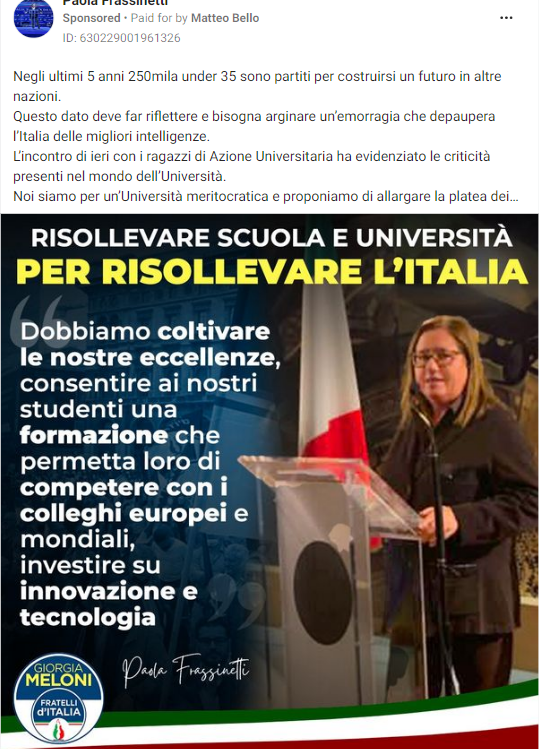 Paola Frassinetti
Sponsored • Paid for by Matteo Bello
ID: 630229001961326
Negli ultimi 5 anni 250mila under 35 sono partiti per costruirsi un futuro in altre
nazioni.
Questo dato deve far riflettere e bisogna arginare un’emorragia che depaupera
l’Italia delle migliori intelligenze.
L’incontro di ieri con i ragazzi di Azione Universitaria ha evidenziato le criticità
presenti nel mondo dell’Università.
Noi siamo per un’Università meritocratica e proponiamo di allargare la platea dei...
RISOLLEVARE SCUOLA E UNIVERSITÀ
PER RISOLLEVARE L’ITALIA
“
Dobbiamo coltivare
le nostre eccellenze,
consentire ai nostri
studenti una
formazione che
permetta loro di
competere con i
colleghi europei e
mondiali,
investire su
innovazione e
tecnologia
”
Paola Frassinetti
GIORGIA
MELONI
FRATELLI
d’ITALIA